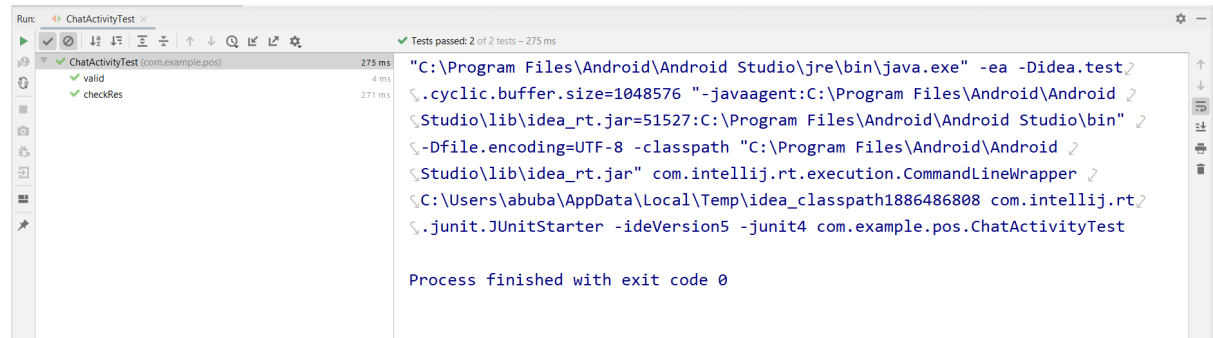 Run: ChatActivityTest
Tests passed: 2 of 2 tests – 275 ms
ChatActivityTest (com.example.pos) 275 ms
valid 4 ms
checkRes 271 ms
"C:\Program Files\Android\Android Studio\jre\bin\java.exe" -ea -Didea.test
.cyclic.buffer.size=1048576 "-javaagent:C:\Program Files\Android\Android
Studio\lib\idea_rt.jar=51527:C:\Program Files\Android\Android Studio\bin"
-Dfile.encoding=UTF-8 -classpath "C:\Program Files\Android\Android
Studio\lib\idea_rt.jar" com.intellij.rt.execution.CommandLineWrapper
C:\Users\abuba\AppData\Local\Temp\idea_classpath1886486808 com.intellij.rt
.junit.JUnitStarter -ideVersion5 -junit4 com.example.pos.ChatActivityTest
Process finished with exit code 0